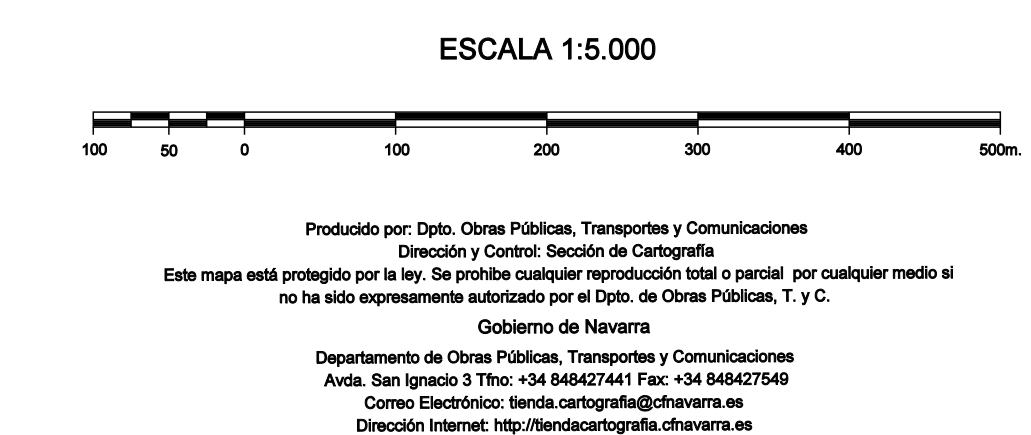 ESCALA 1:5.000
100 50 0 100 200 300 400 500m.
Producido por: Dpto. Obras Públicas, Transportes y Comunicaciones
Dirección y Control: Sección de Cartografía
Este mapa está protegido por la ley. Se prohibe cualquier reproducción total o parcial por cualquier medio si
no ha sido expresamente autorizado por el Dpto. de Obras Públicas, T. y C.
Gobierno de Navarra
Departamento de Obras Públicas, Transportes y Comunicaciones
Avda. San Ignacio 3 Tfno: +34 848427441 Fax: +34 848427549
Correo Electrónico: tienda.cartografia@cfnavarra.es
Dirección Internet: http://tiendacartografia.cfnavarra.es